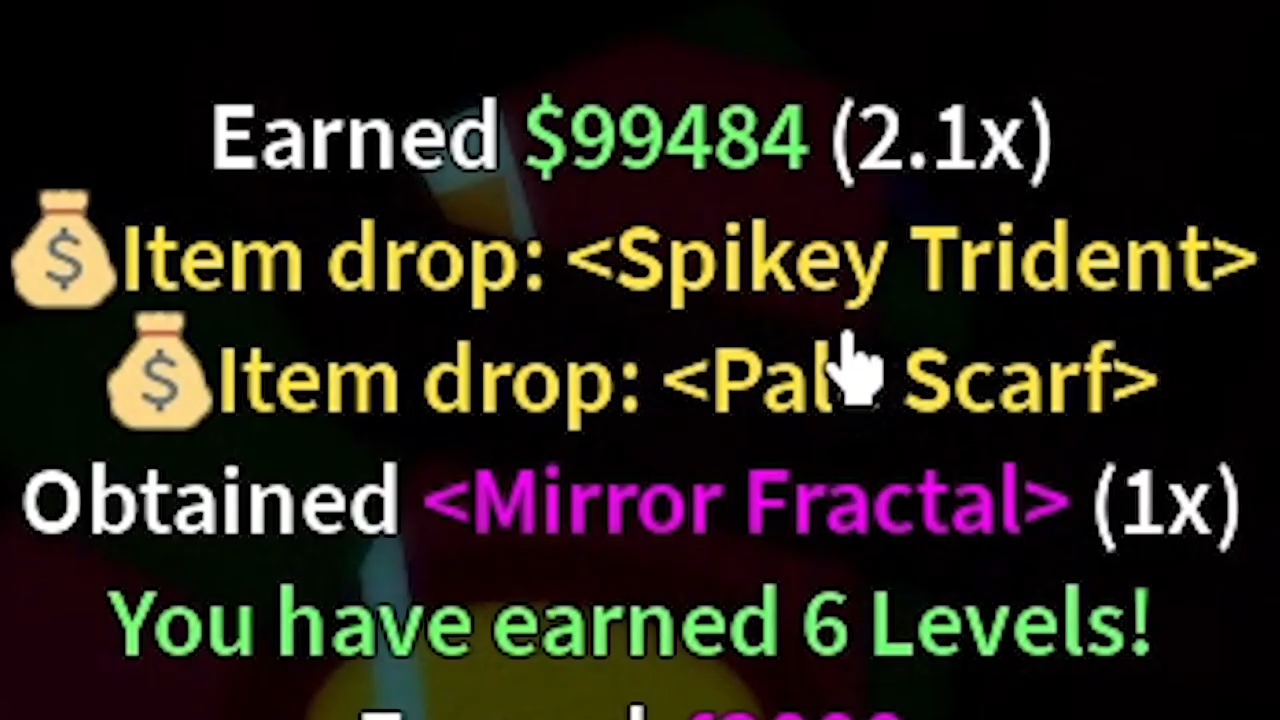 Earned $99484 (2.1x)
Item drop: <Spikey Trident>
Item drop: < Scarf>
Obtained <Mirror Fractal> (1x)
You have earned 6 Levels!